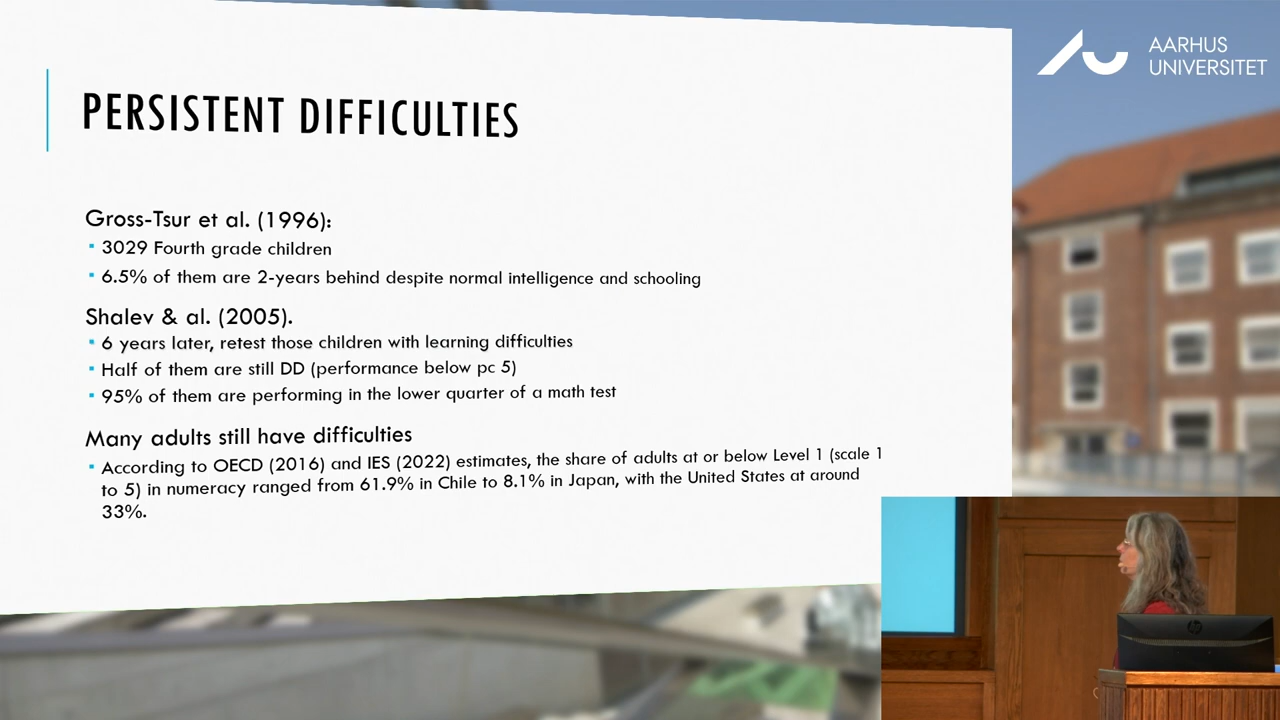 AARHUS
UNIVERSITET
PERSISTENT DIFFICULTIES
Gross-Tsur et al. (1996):
▪ 3029 Fourth grade children
▪ 6.5% of them are 2-years behind despite normal intelligence and schooling
Shalev & al. (2005).
▪ 6 years later, retest those children with learning difficulties
▪ Half of them are still DD (performance below pc 5)
▪ 95% of them are performing in the lower quarter of a math test
Many adults still have difficulties
▪ According to OECD (2016) and IES (2022) estimates, the share of adults at or below Level 1 (scale 1
to 5) in numeracy ranged from 61.9% in Chile to 8.1% in Japan, with the United States at around
33%.
hp